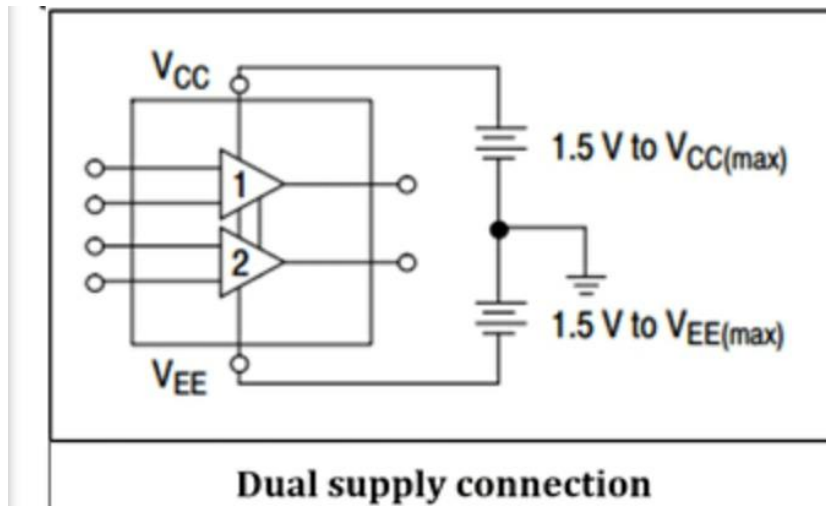 VCC
1
2
VEE
1.5 V to VCC(max)
1.5 V to VEE(max)
Dual supply connection